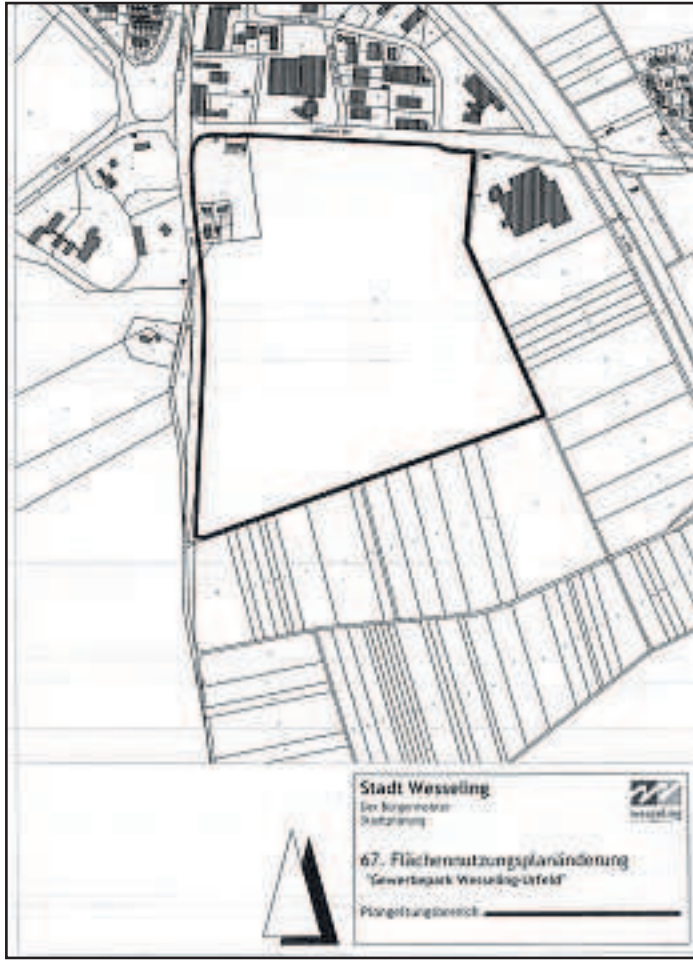 Stadt Wesseling
Der Bürgermeister
Stadtplanung
wesseling
67. Flächennutzungsplanänderung
"Gewerbepark Wesseling-Urfeld"
Plangeltungsbereich